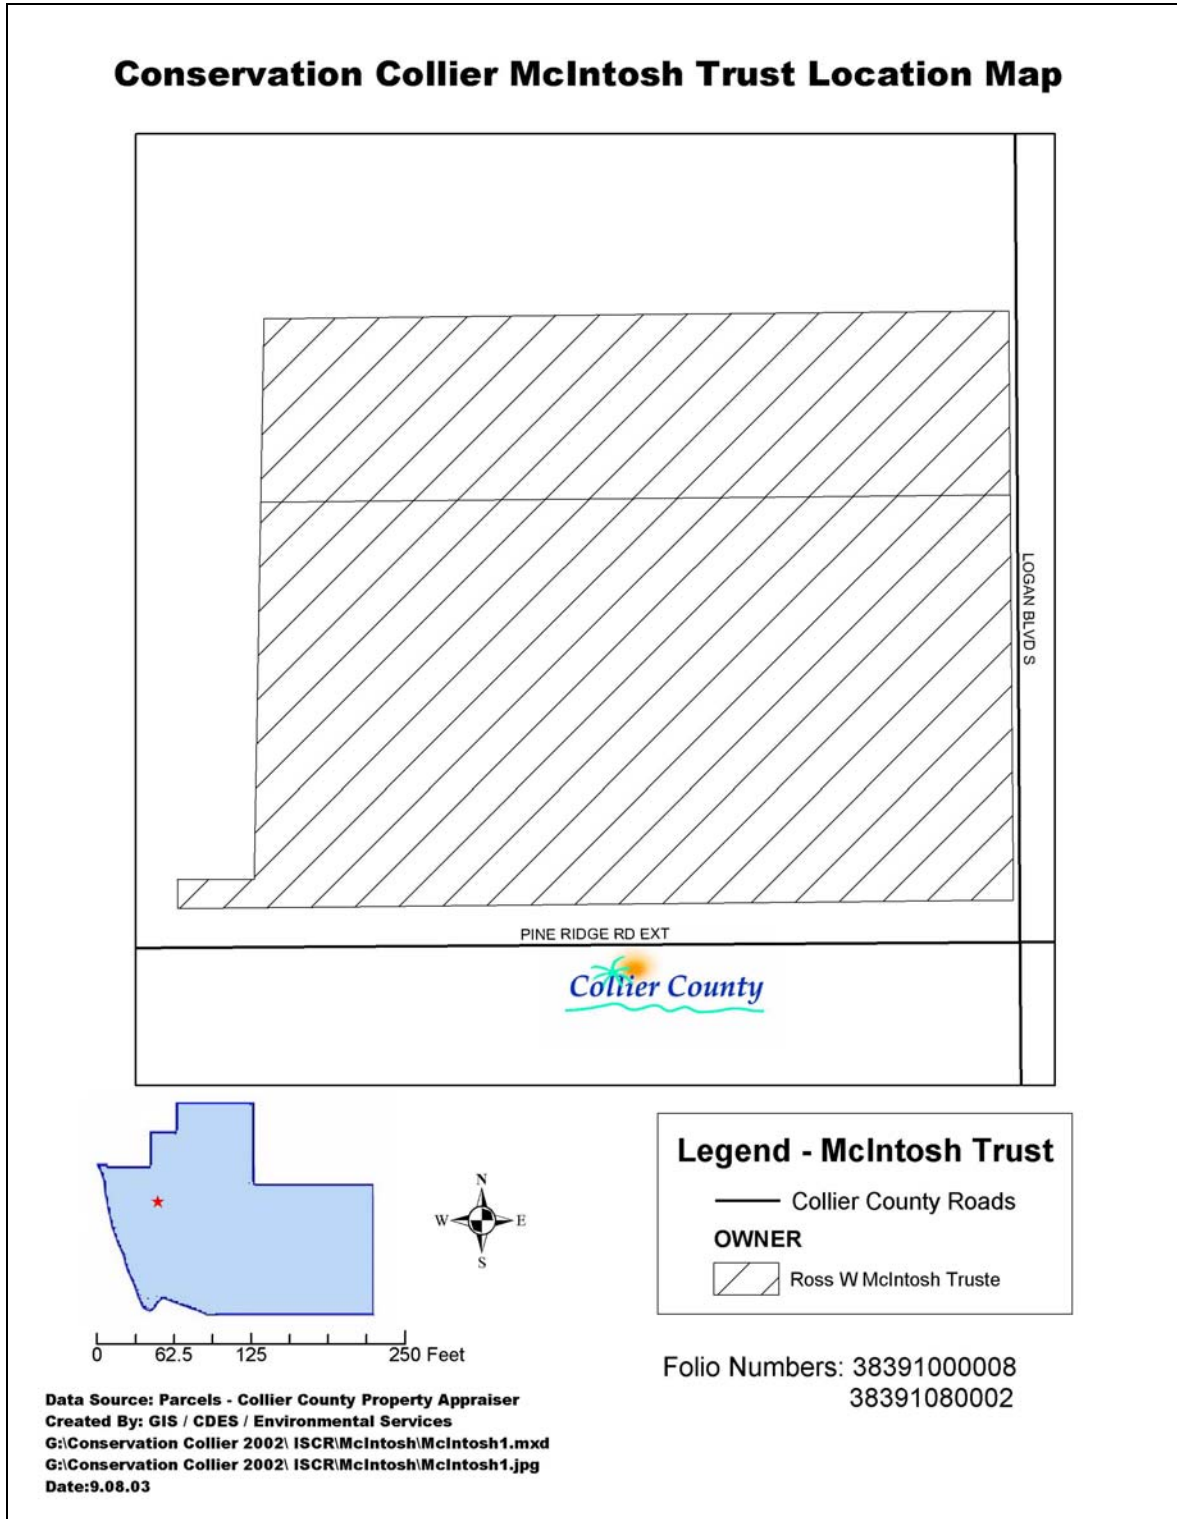 Conservation Collier McIntosh Trust Location Map
LOGAN BLVD S
PINE RIDGE RD EXT
Collier County
Legend - McIntosh Trust
Collier County Roads
OWNER
Ross W McIntosh Truste
N
W E
S
0 62.5 125 250 Feet
Folio Numbers: 38391000008
38391080002
Data Source: Parcels - Collier County Property Appraiser
Created By: GIS / CDES / Environmental Services
G:\Conservation Collier 2002\ ISCR\McIntosh\McIntosh1.mxd
G:\Conservation Collier 2002\ ISCR\McIntosh\McIntosh1.jpg
Date:9.08.03